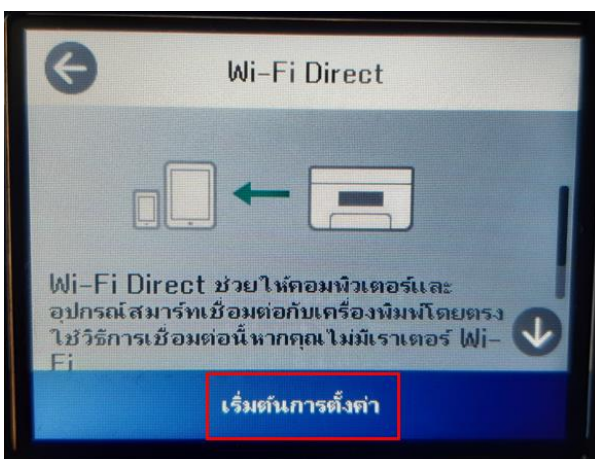 Wi-Fi Direct
Wi-Fi Direct ช่วยให้คอมพิวเตอร์และ
อุปกรณ์สมาร์ทเชื่อมต่อกับเครื่องพิมพ์โดยตรง
ใช้วิธีการเชื่อมต่อนี้หากคุณไม่มีเราเตอร์ Wi-
Fi
เริ่มต้นการตั้งค่า